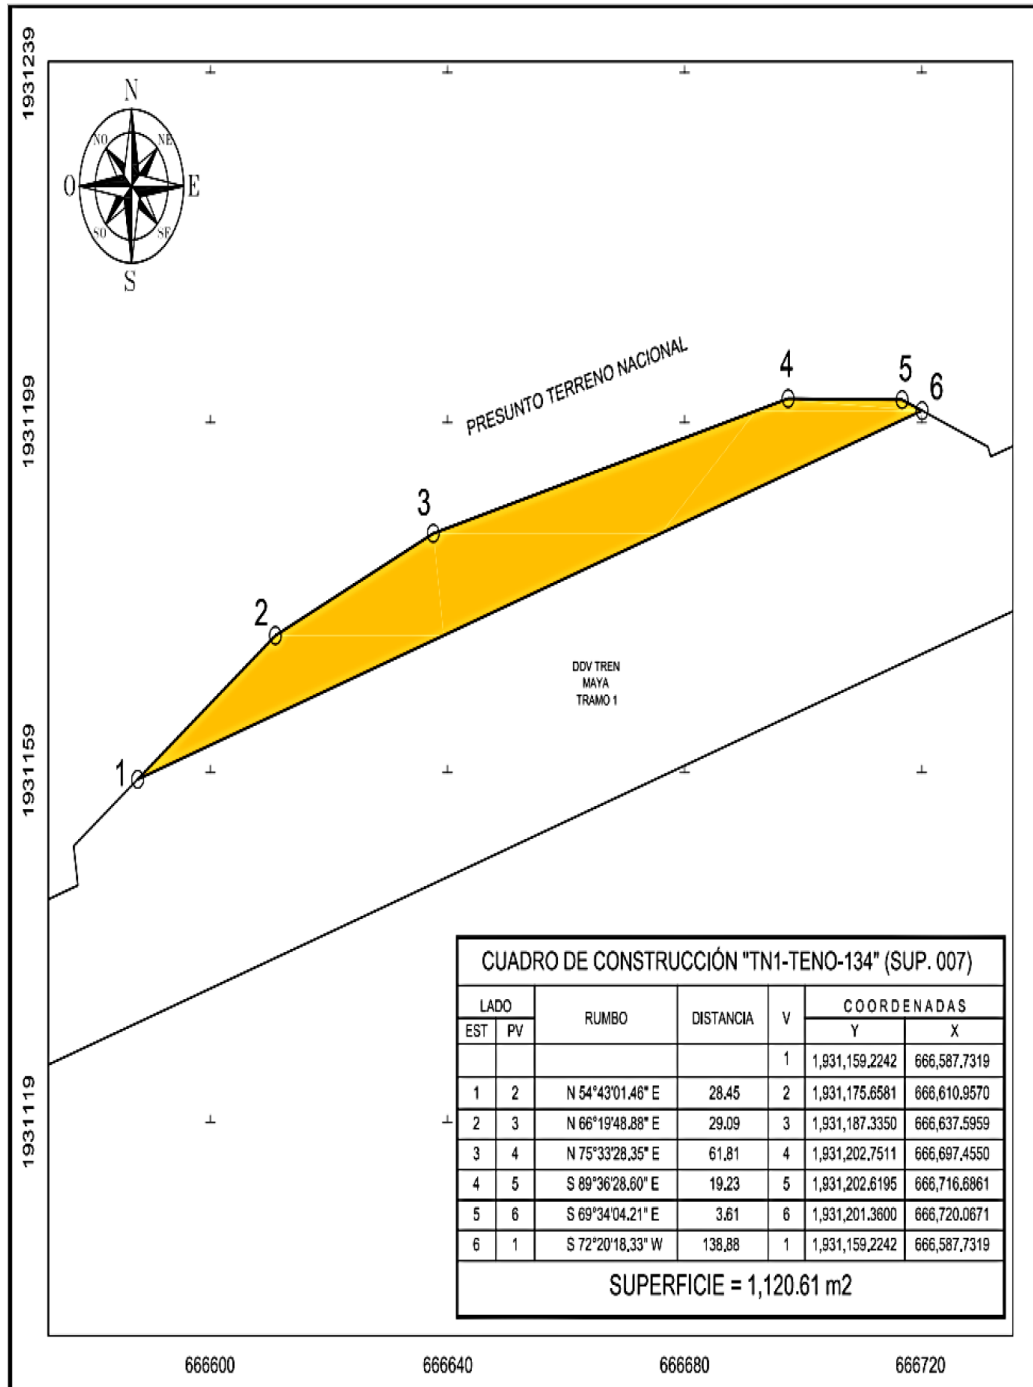 1931239
N
NO
NE
O
E
SO
SE
S
PRESUNTO TERRENO NACIONAL
4
5
6
1931199
3
2
DDV TREN
MAYA
TRAMO 1
1
1931159
CUADRO DE CONSTRUCCIÓN "TN1-TENO-134" (SUP. 007)
LADO RUMBO DISTANCIA V COORDENADAS
EST PV Y X
1 1,931,159.2242 666,587.7319
1 2 N 54°43'01.46" E 28.45 2 1,931,175.6581 666,610.9570
2 3 N 66°19'48.88" E 29.09 3 1,931,187.3350 666,637.5959
3 4 N 75°33'28.35" E 61.81 4 1,931,202.7511 666,697.4550
4 5 S 89°36'28.60" E 19.23 5 1,931,202.6195 666,716.6861
5 6 S 69°34'04.21" E 3.61 6 1,931,201.3600 666,720.0671
6 1 S 72°20'18.33" W 138.88 1 1,931,159.2242 666,587.7319
SUPERFICIE = 1,120.61 m2
1931119
666600 666640 666680 666720